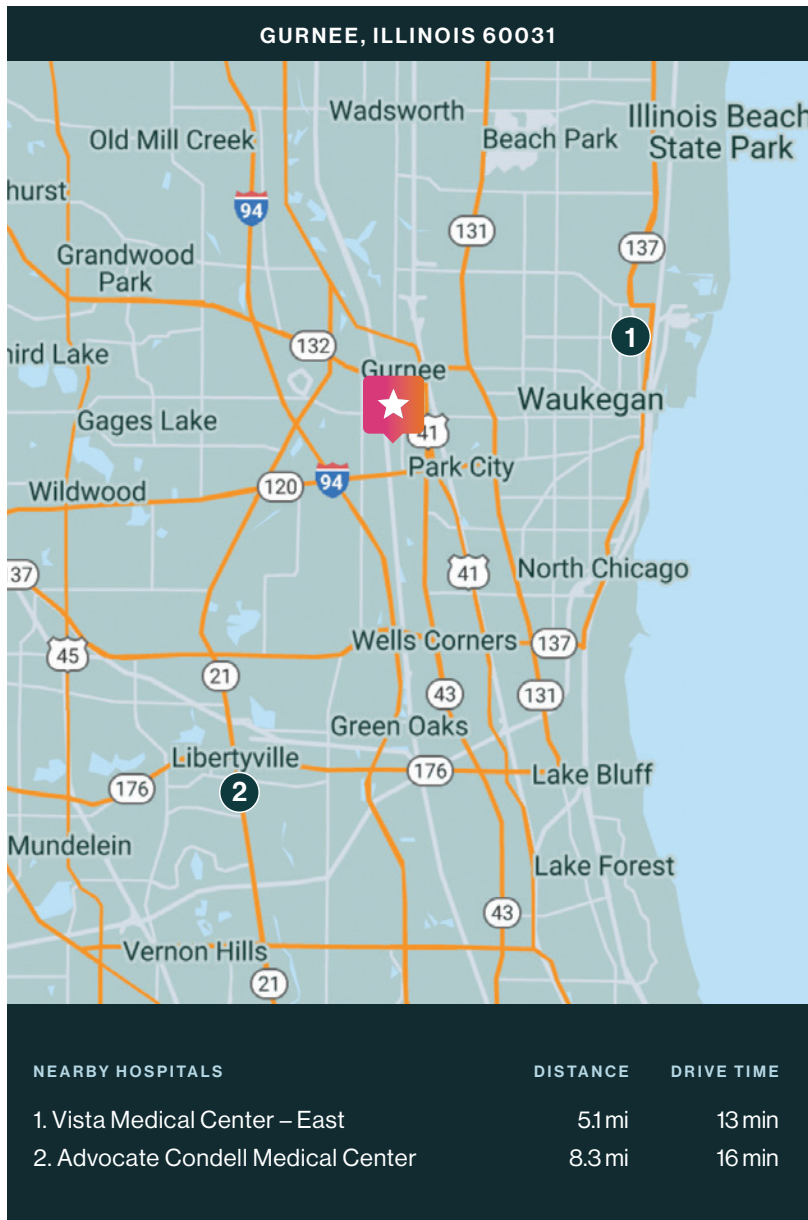 GURNEE, ILLINOIS 60031
Wadsworth
Illinois Beach
State Park
Old Mill Creek
Beach Park
hurst
94
131
137
Grandwood
Park
1
132
hird Lake
Gurnee
Waukegan
Gages Lake
41
Park City
Wildwood
120
94
37
41
North Chicago
45
Wells Corners
137
21
43
131
Green Oaks
Libertyville
176
Lake Bluff
176
2
Mundelein
Lake Forest
43
Vernon Hills
21
NEARBY HOSPITALS DISTANCE DRIVE TIME
1. Vista Medical Center – East 5.1 mi 13 min
2. Advocate Condell Medical Center 8.3 mi 16 min